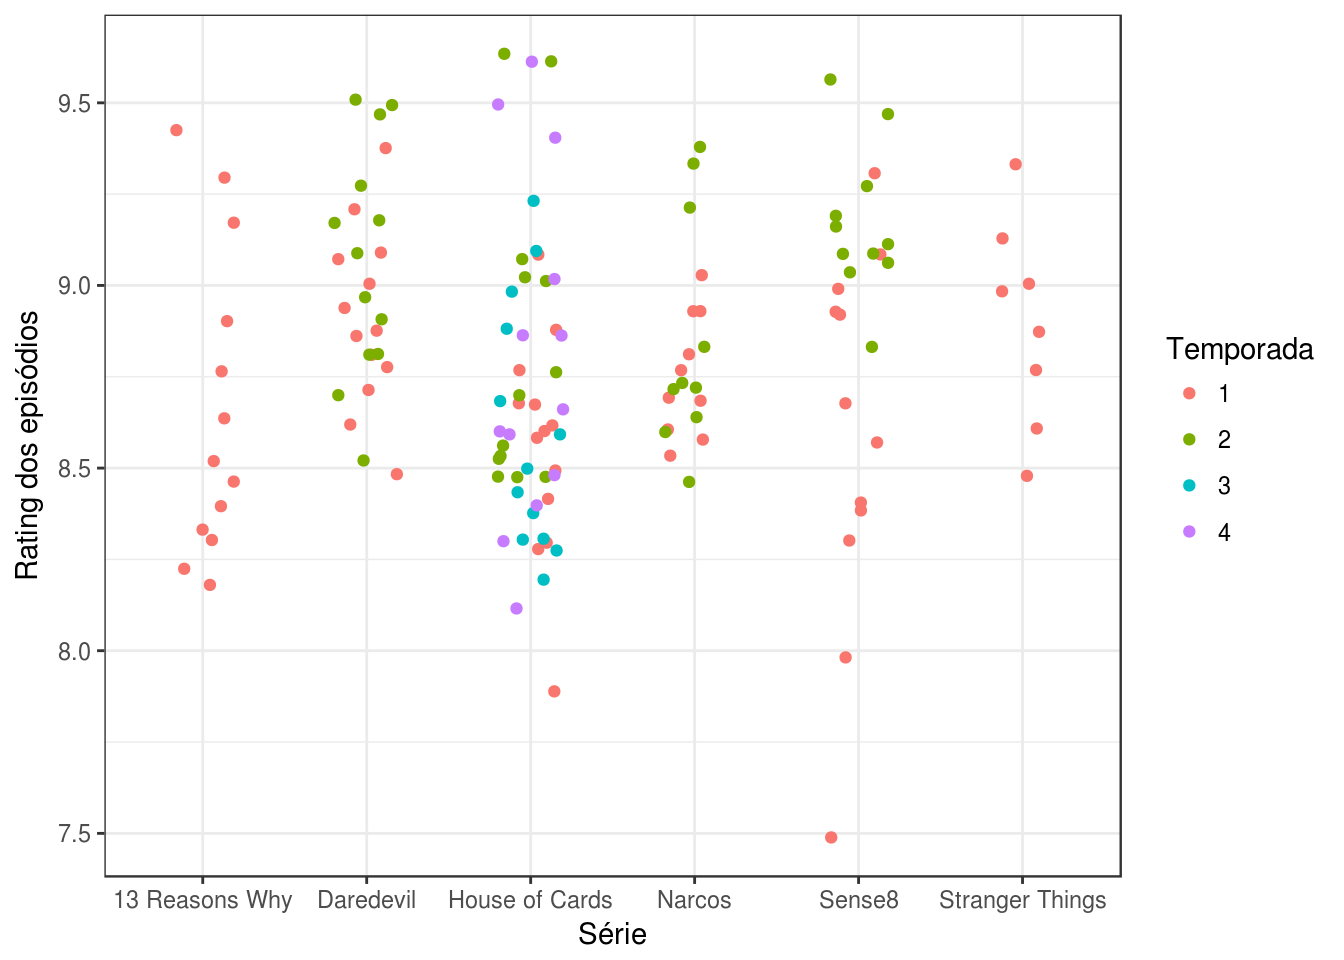 9.5
9.0
8.5
8.0
7.5
Rating dos episódios
13 Reasons Why
Daredevil
House of Cards
Narcos
Sense8
Stranger Things
Série
Temporada
1
2
3
4